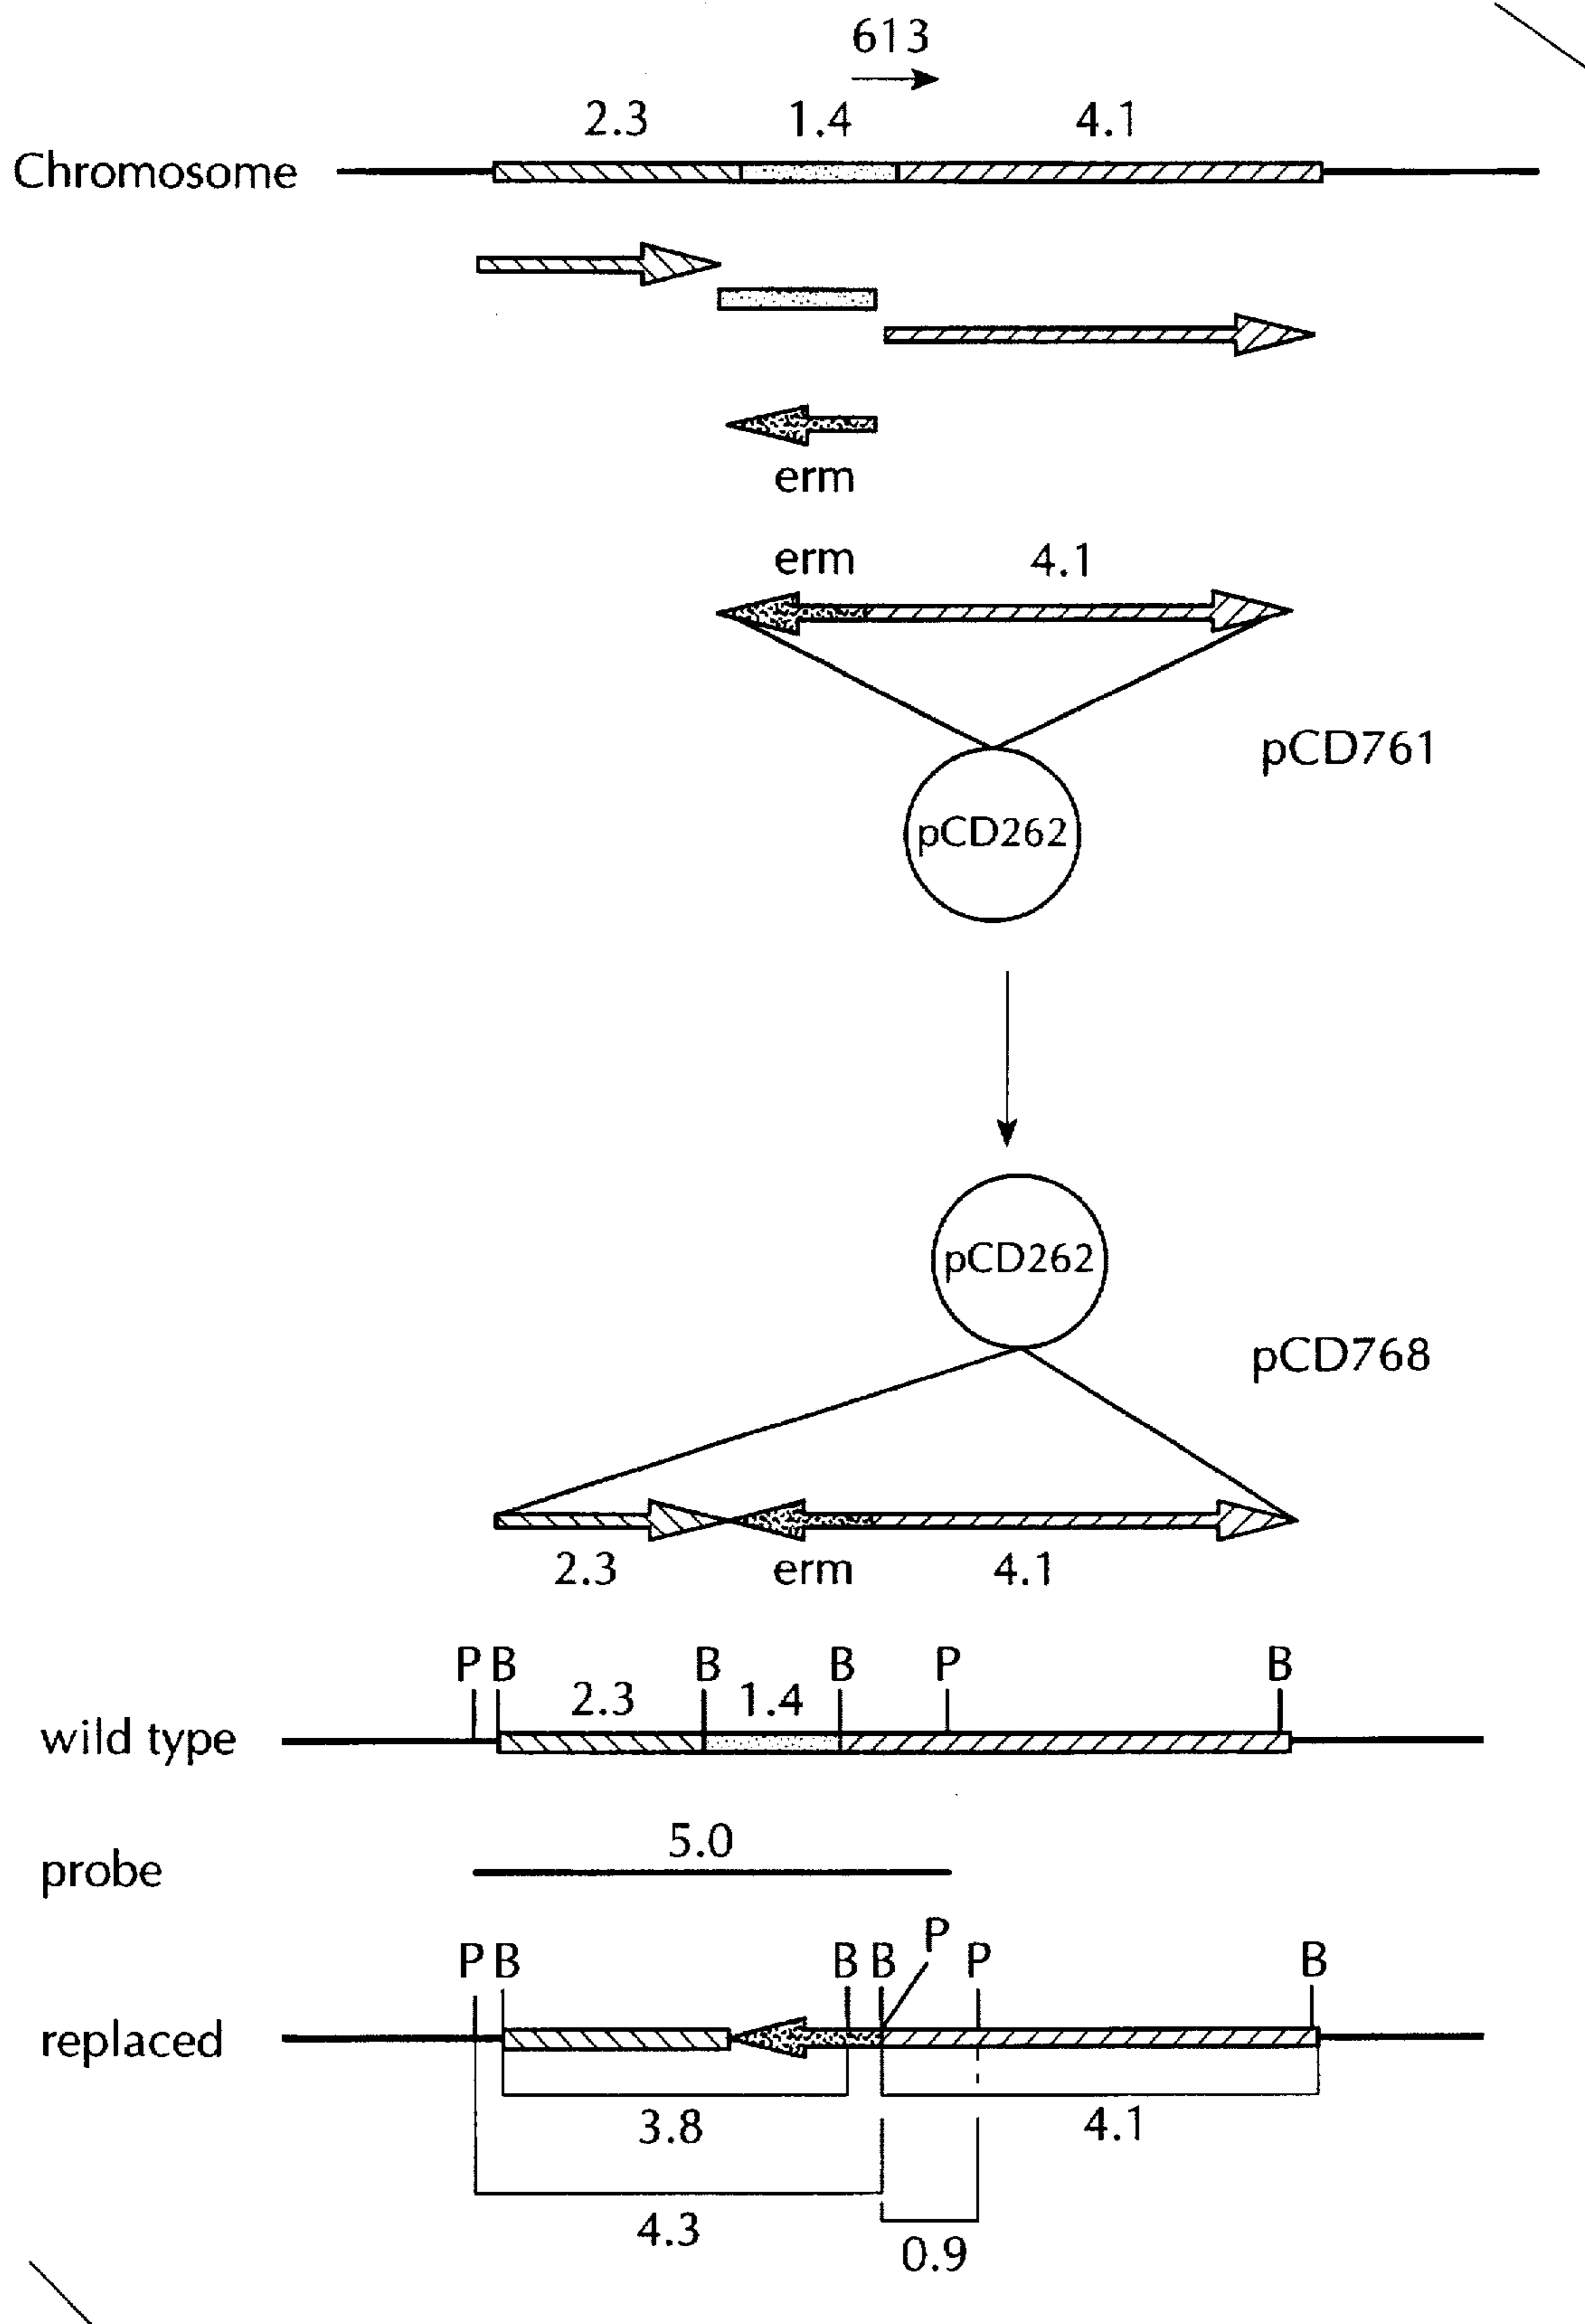 613
2.3 1.4 4.1
Chromosome
erm
erm 4.1
pCD761
pCD262
pCD262
pCD768
2.3 erm 4.1
P B B B P B
2.3 1.4
wild type
5.0
probe
P
P B B B P B
replaced
3.8 4.1
4.3
0.9